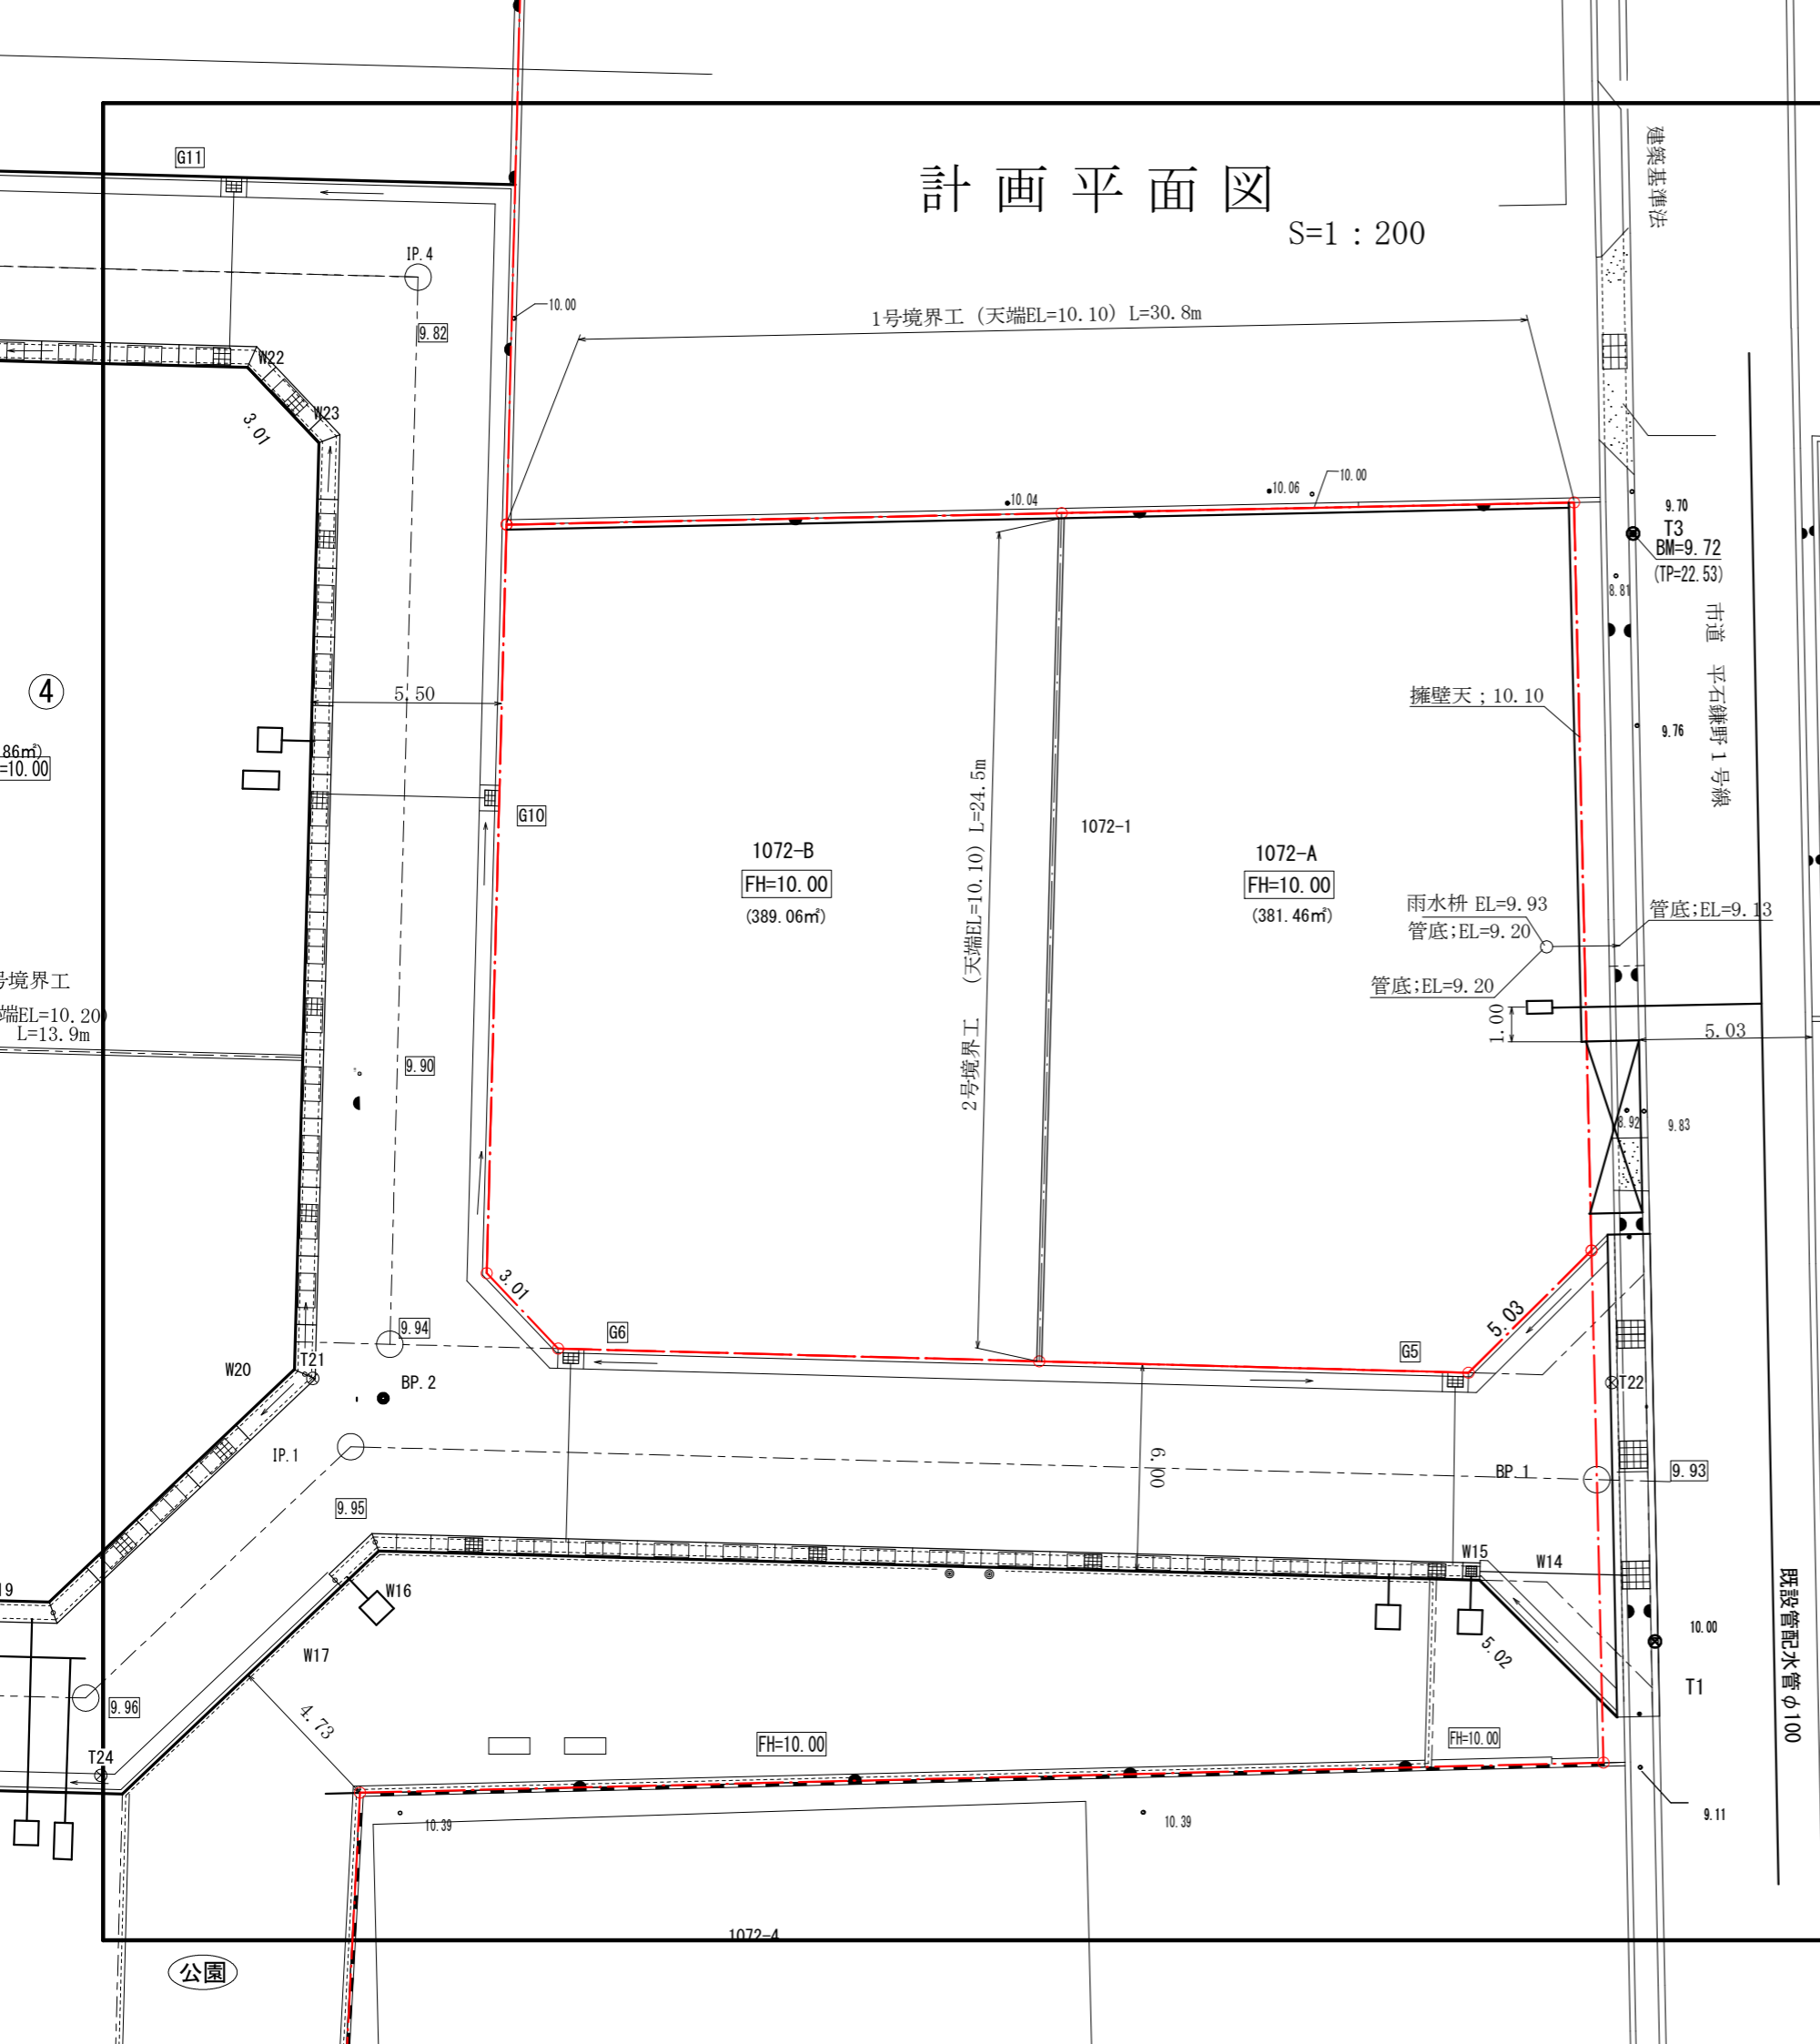 計画平面図
S=1：200
建築基準法
G11
IP.4
10.00
9.82
1号境界工（天端EL=10.10）L=30.8m
W22
W23
3.01
10.04
10.06
10.00
9.70
T3
BM=9.72
(TP=22.53)
8.81
市道　平石鎌野1号線
④
5.50
擁壁天；10.10
9.76
86㎡)
=10.00
G10
2号境界工　（天端EL=10.10）L=24.5m
1072-1
1072-B
FH=10.00
(389.06㎡)
1072-A
FH=10.00
(381.46㎡)
雨水枡 EL=9.93
管底;EL=9.20
管底;EL=9.13
管底;EL=9.20
号境界工
端EL=10.20)
L=13.9m
1.00
5.03
9.90
8.92
9.83
3.01
5.03
9.94
G6
G5
W20
T21
BP.2
T22
IP.1
6.00
BP.1
9.93
9.95
W15
W14
W16
19
W17
5.02
10.00
T1
既設管配水管φ100
9.96
4.73
FH=10.00
FH=10.00
T24
10.39
10.39
9.11
1072-4
公園